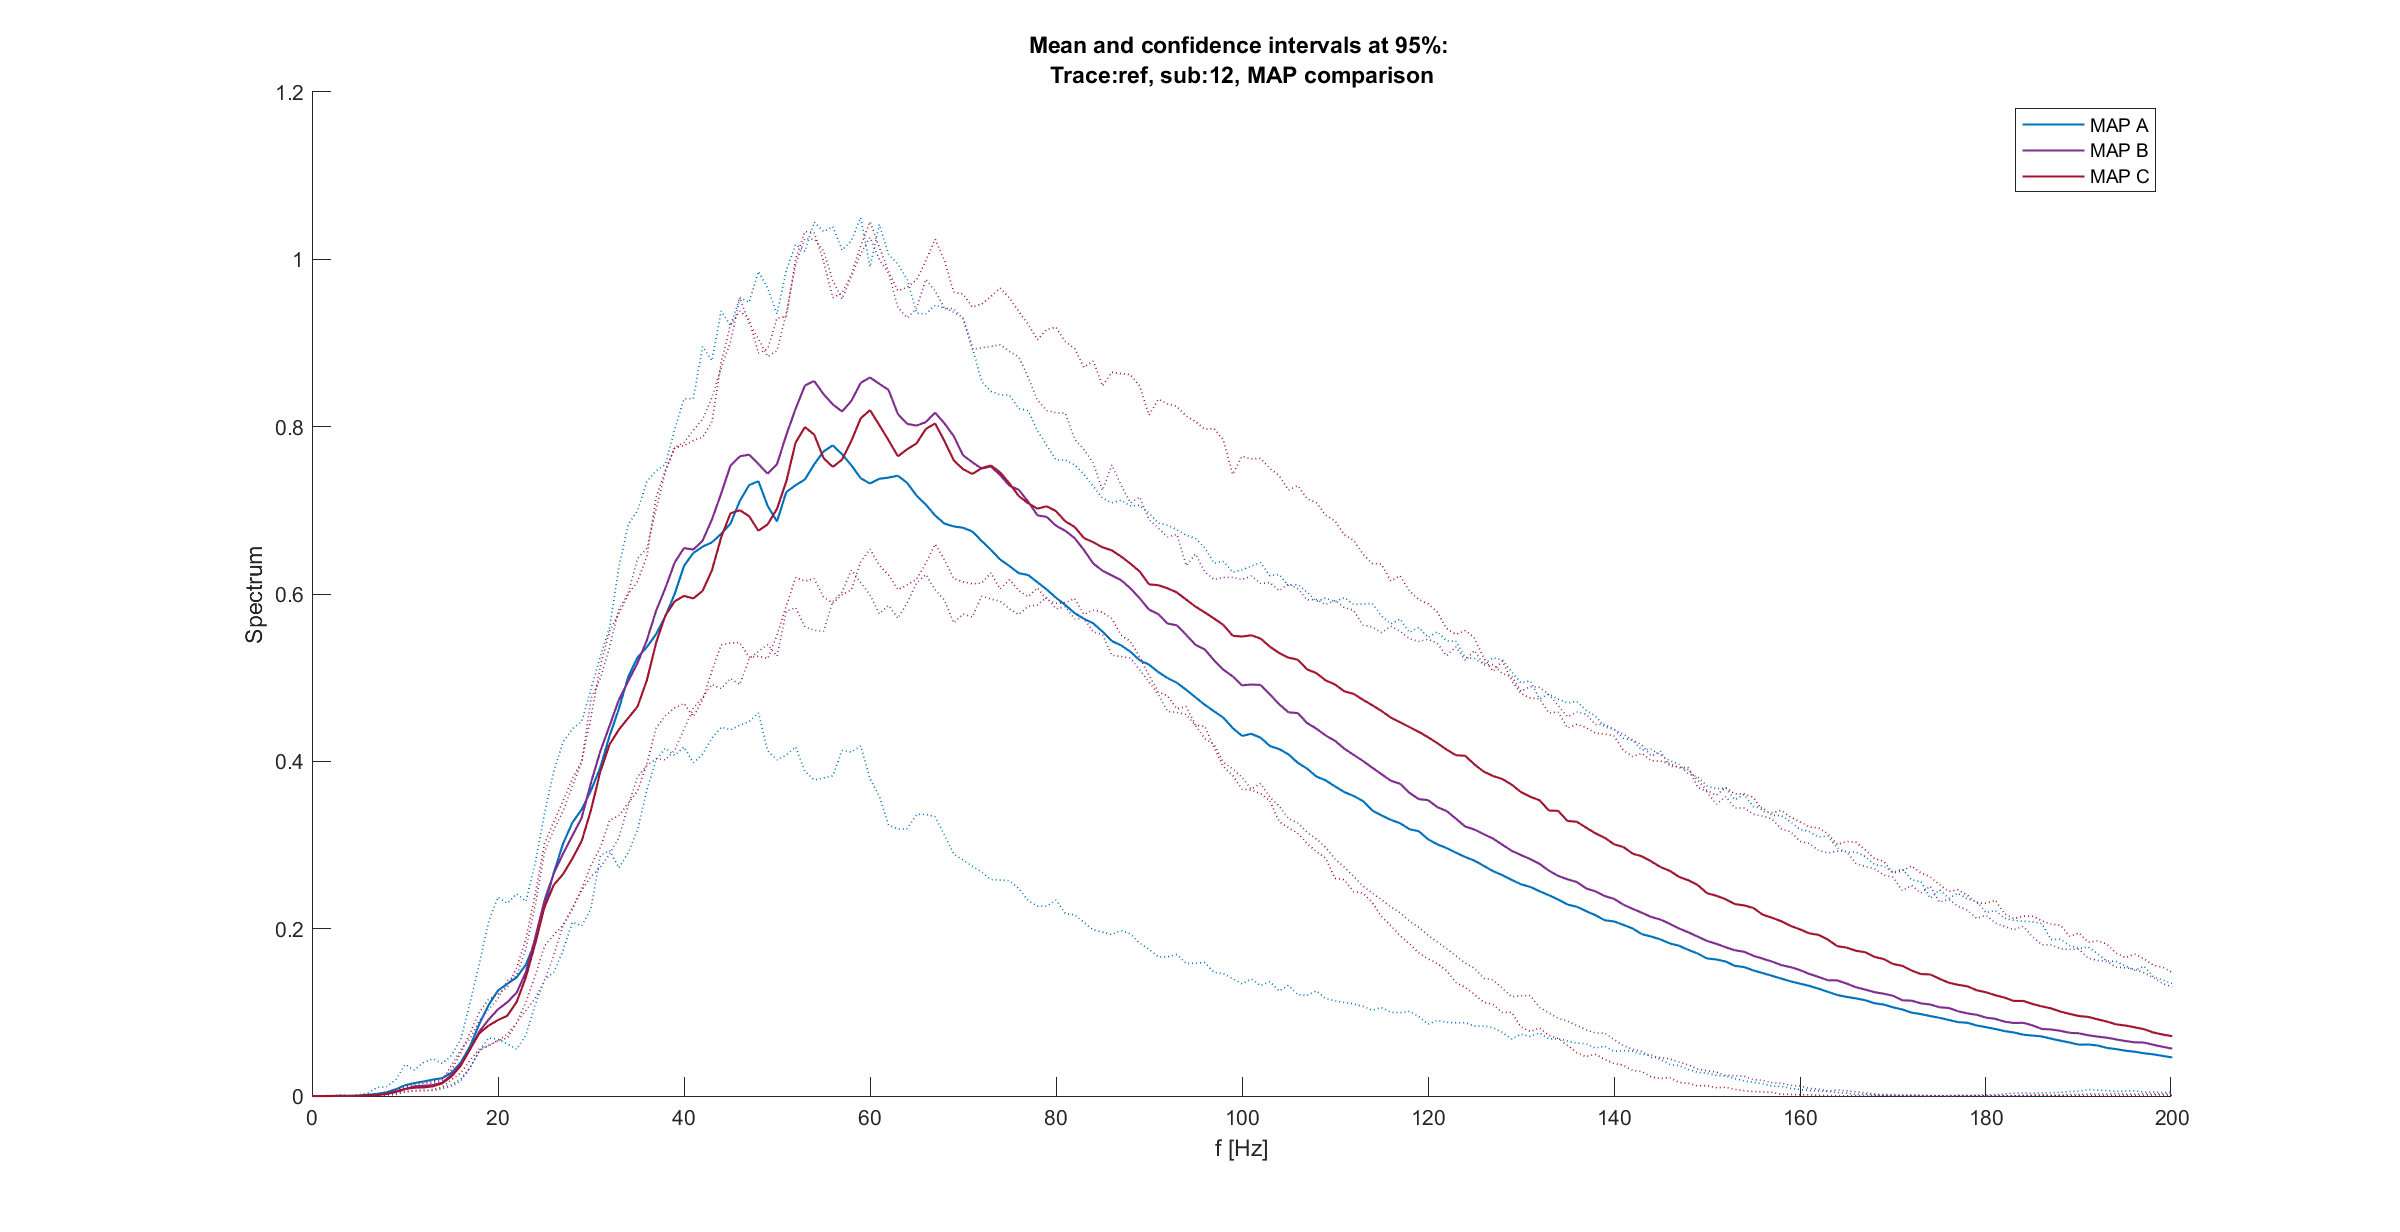 Mean and confidence intervals at 95%:
Trace:ref, sub:12, MAP comparison
MAP A
MAP B
MAP C
1.2
1
0.8
0.6
0.4
0.2
0
Spectrum
0 20 40 60 80 100 120 140 160 180 200
f [Hz]